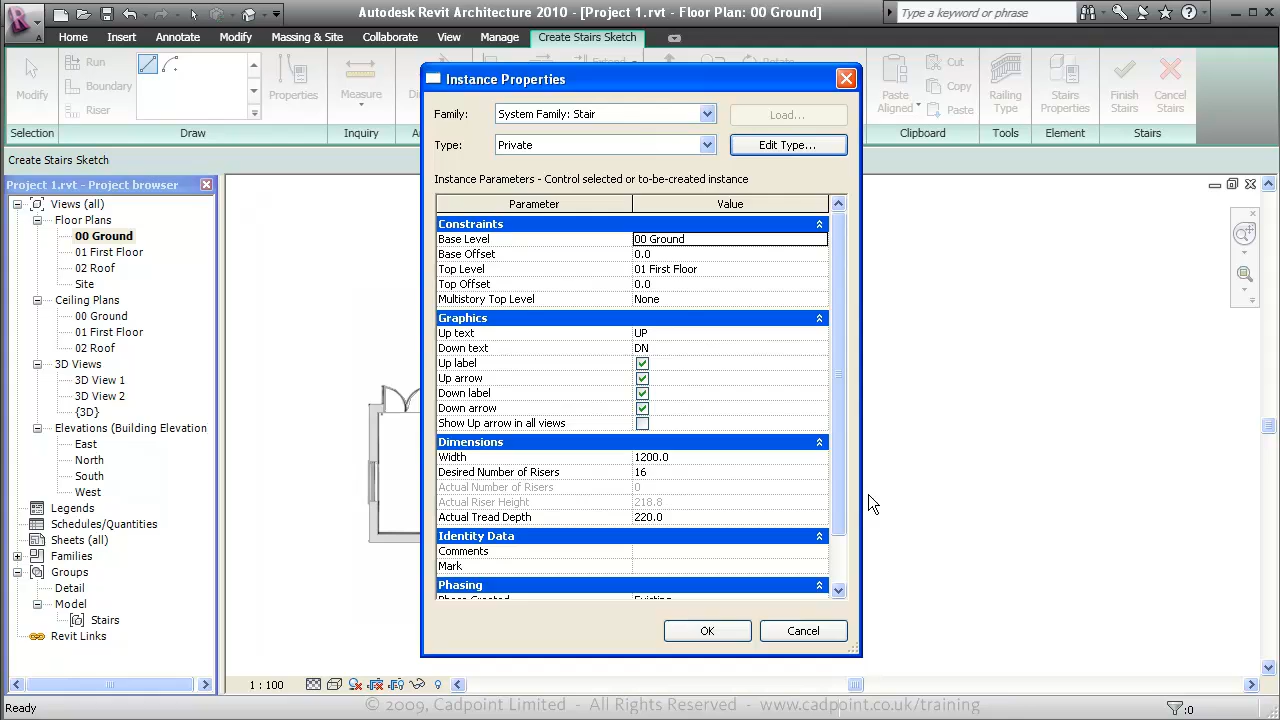 Autodesk Revit Architecture 2010 - [Project 1.rvt - Floor Plan: 00 Ground]
Type a keyword or phrase
Home Insert Annotate Modify Massing & Site Collaborate View Manage Create Stairs Sketch
Run
Boundary
Riser
Modify
Properties
Measure
Paste
Aligned
Cut
Copy
Paste
Railing
Type
Stairs
Properties
Finish
Stairs
Cancel
Stairs
Selection Draw Inquiry Clipboard Tools Element Stairs
Create Stairs Sketch
Project 1.rvt - Project browser
Views (all)
Floor Plans
00 Ground
01 First Floor
02 Roof
Site
Ceiling Plans
00 Ground
01 First Floor
02 Roof
3D Views
3D View 1
3D View 2
{3D}
Elevations (Building Elevation
East
North
South
West
Legends
Schedules/Quantities
Sheets (all)
Families
Groups
Detail
Model
Stairs
Revit Links
Instance Properties
Family: System Family: Stair Load...
Type: Private Edit Type...
Instance Parameters - Control selected or to-be-created instance
Parameter Value
Constraints
Base Level 00 Ground
Base Offset 0.0
Top Level 01 First Floor
Top Offset 0.0
Multistory Top Level None
Graphics
Up text UP
Down text DN
Up label
Up arrow
Down label
Down arrow
Show Up arrow in all views
Dimensions
Width 1200.0
Desired Number of Risers 16
Actual Number of Risers 0
Actual Riser Height 218.8
Actual Tread Depth 220.0
Identity Data
Comments
Mark
Phasing
Phase Created Existing
OK Cancel
1 : 100
Ready
© 2009, Cadpoint Limited - All Rights Reserved - www.cadpoint.co.uk/training
:0